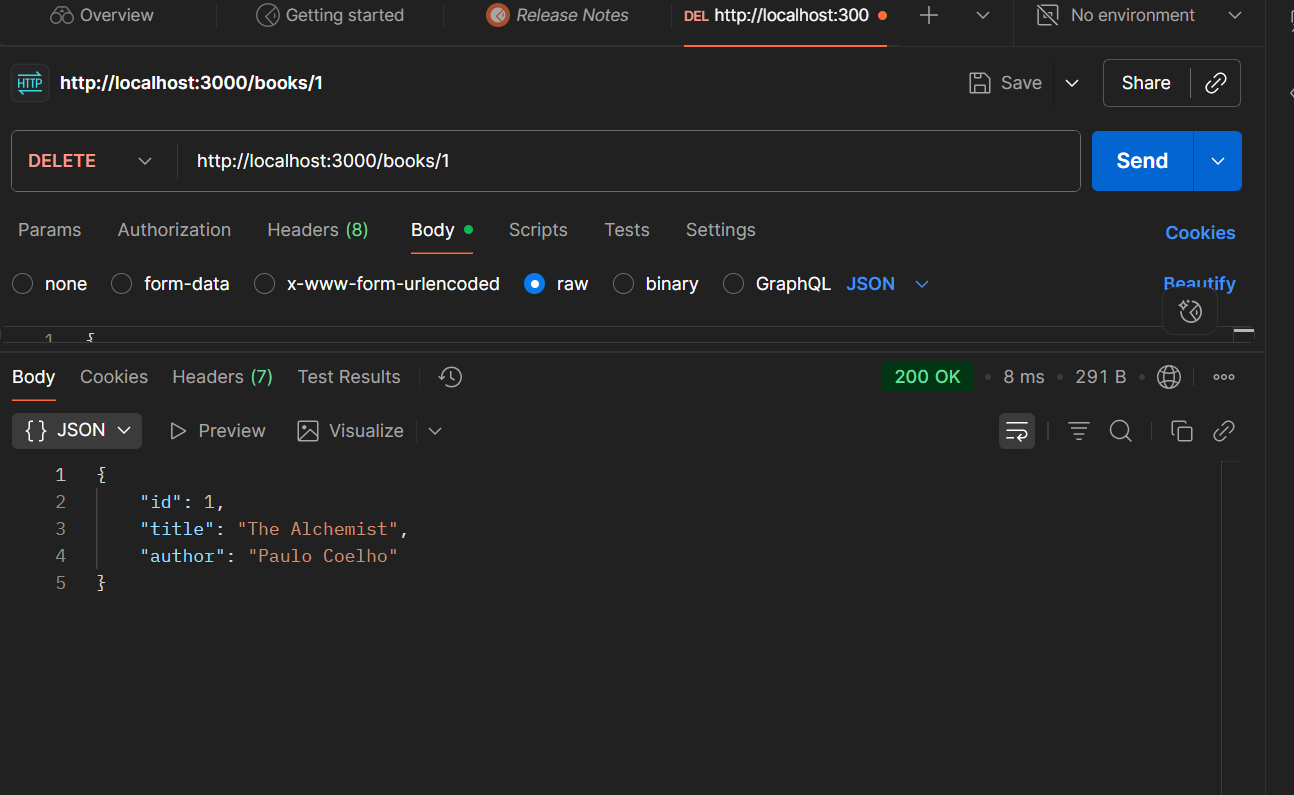 Overview Getting started Release Notes DEL http://localhost:300 No environment
HTTP http://localhost:3000/books/1 Save Share
DELETE http://localhost:3000/books/1 Send
Params Authorization Headers (8) Body Scripts Tests Settings Cookies
none form-data x-www-form-urlencoded raw binary GraphQL JSON Beautify
1 {
Body Cookies Headers (7) Test Results 200 OK 8 ms 291 B
{} JSON Preview Visualize
1 {
2 "id": 1,
3 "title": "The Alchemist",
4 "author": "Paulo Coelho"
5 }